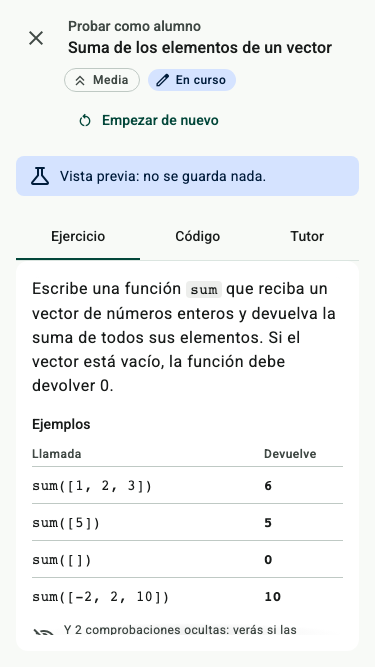 Probar como alumno
Suma de los elementos de un vector
Media
En curso
Empezar de nuevo
Vista previa: no se guarda nada.
Ejercicio Código Tutor
Escribe una función sum que reciba un
vector de números enteros y devuelva la
suma de todos sus elementos. Si el
vector está vacío, la función debe
devolver 0.
Ejemplos
Llamada Devuelve
sum([1, 2, 3]) 6
sum([5]) 5
sum([]) 0
sum([-2, 2, 10]) 10
Y 2 comprobaciones ocultas: verás si las